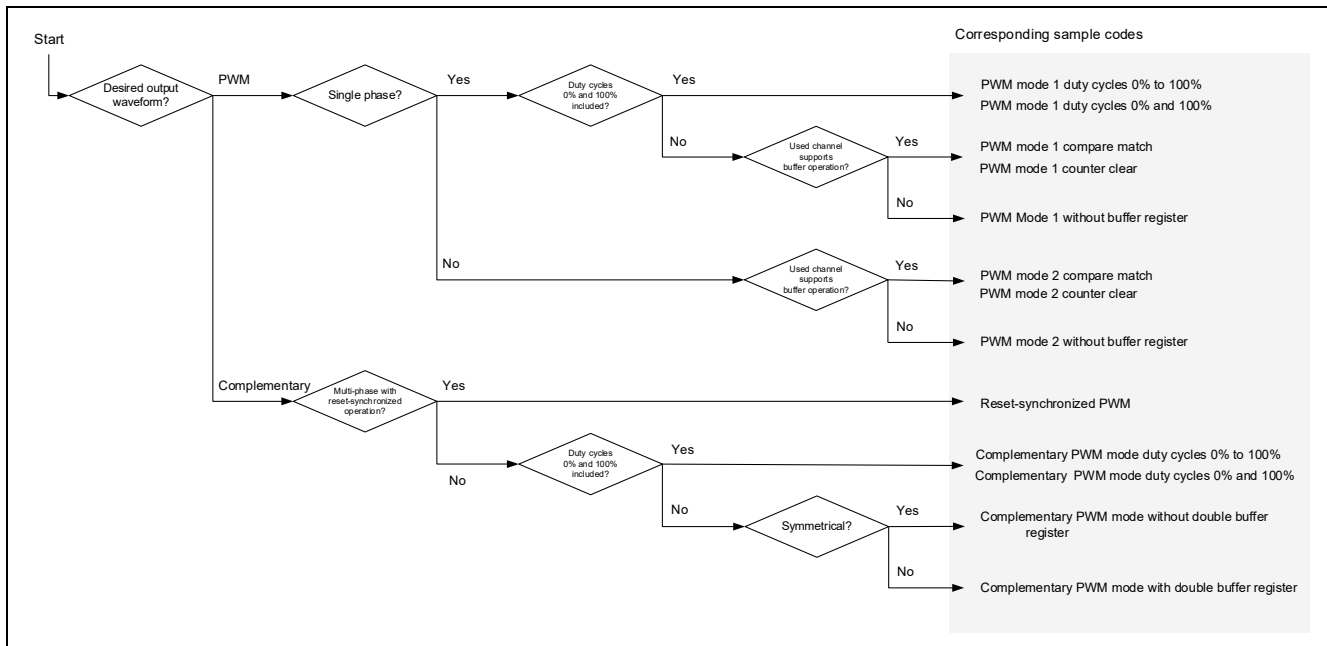 Corresponding sample codes
Start
Desired output
waveform?
PWM
Single phase?
Yes
Duty cycles
0% and 100%
included?
Yes
PWM mode 1 duty cycles 0% to 100%
PWM mode 1 duty cycles 0% and 100%
No
Used channel
supports
buffer operation?
Yes
PWM mode 1 compare match
PWM mode 1 counter clear
No
PWM Mode 1 without buffer register
No
Used channel
supports
buffer operation?
Yes
PWM mode 2 compare match
PWM mode 2 counter clear
No
PWM mode 2 without buffer register
Complementary
Multi-phase with
reset-synchronized
operation?
Yes
Reset-synchronized PWM
No
Duty cycles
0% and 100%
included?
Yes
Complementary PWM mode duty cycles 0% to 100%
Complementary PWM mode duty cycles 0% and 100%
No
Symmetrical?
Yes
Complementary PWM mode without double buffer
register
No
Complementary PWM mode with double buffer register